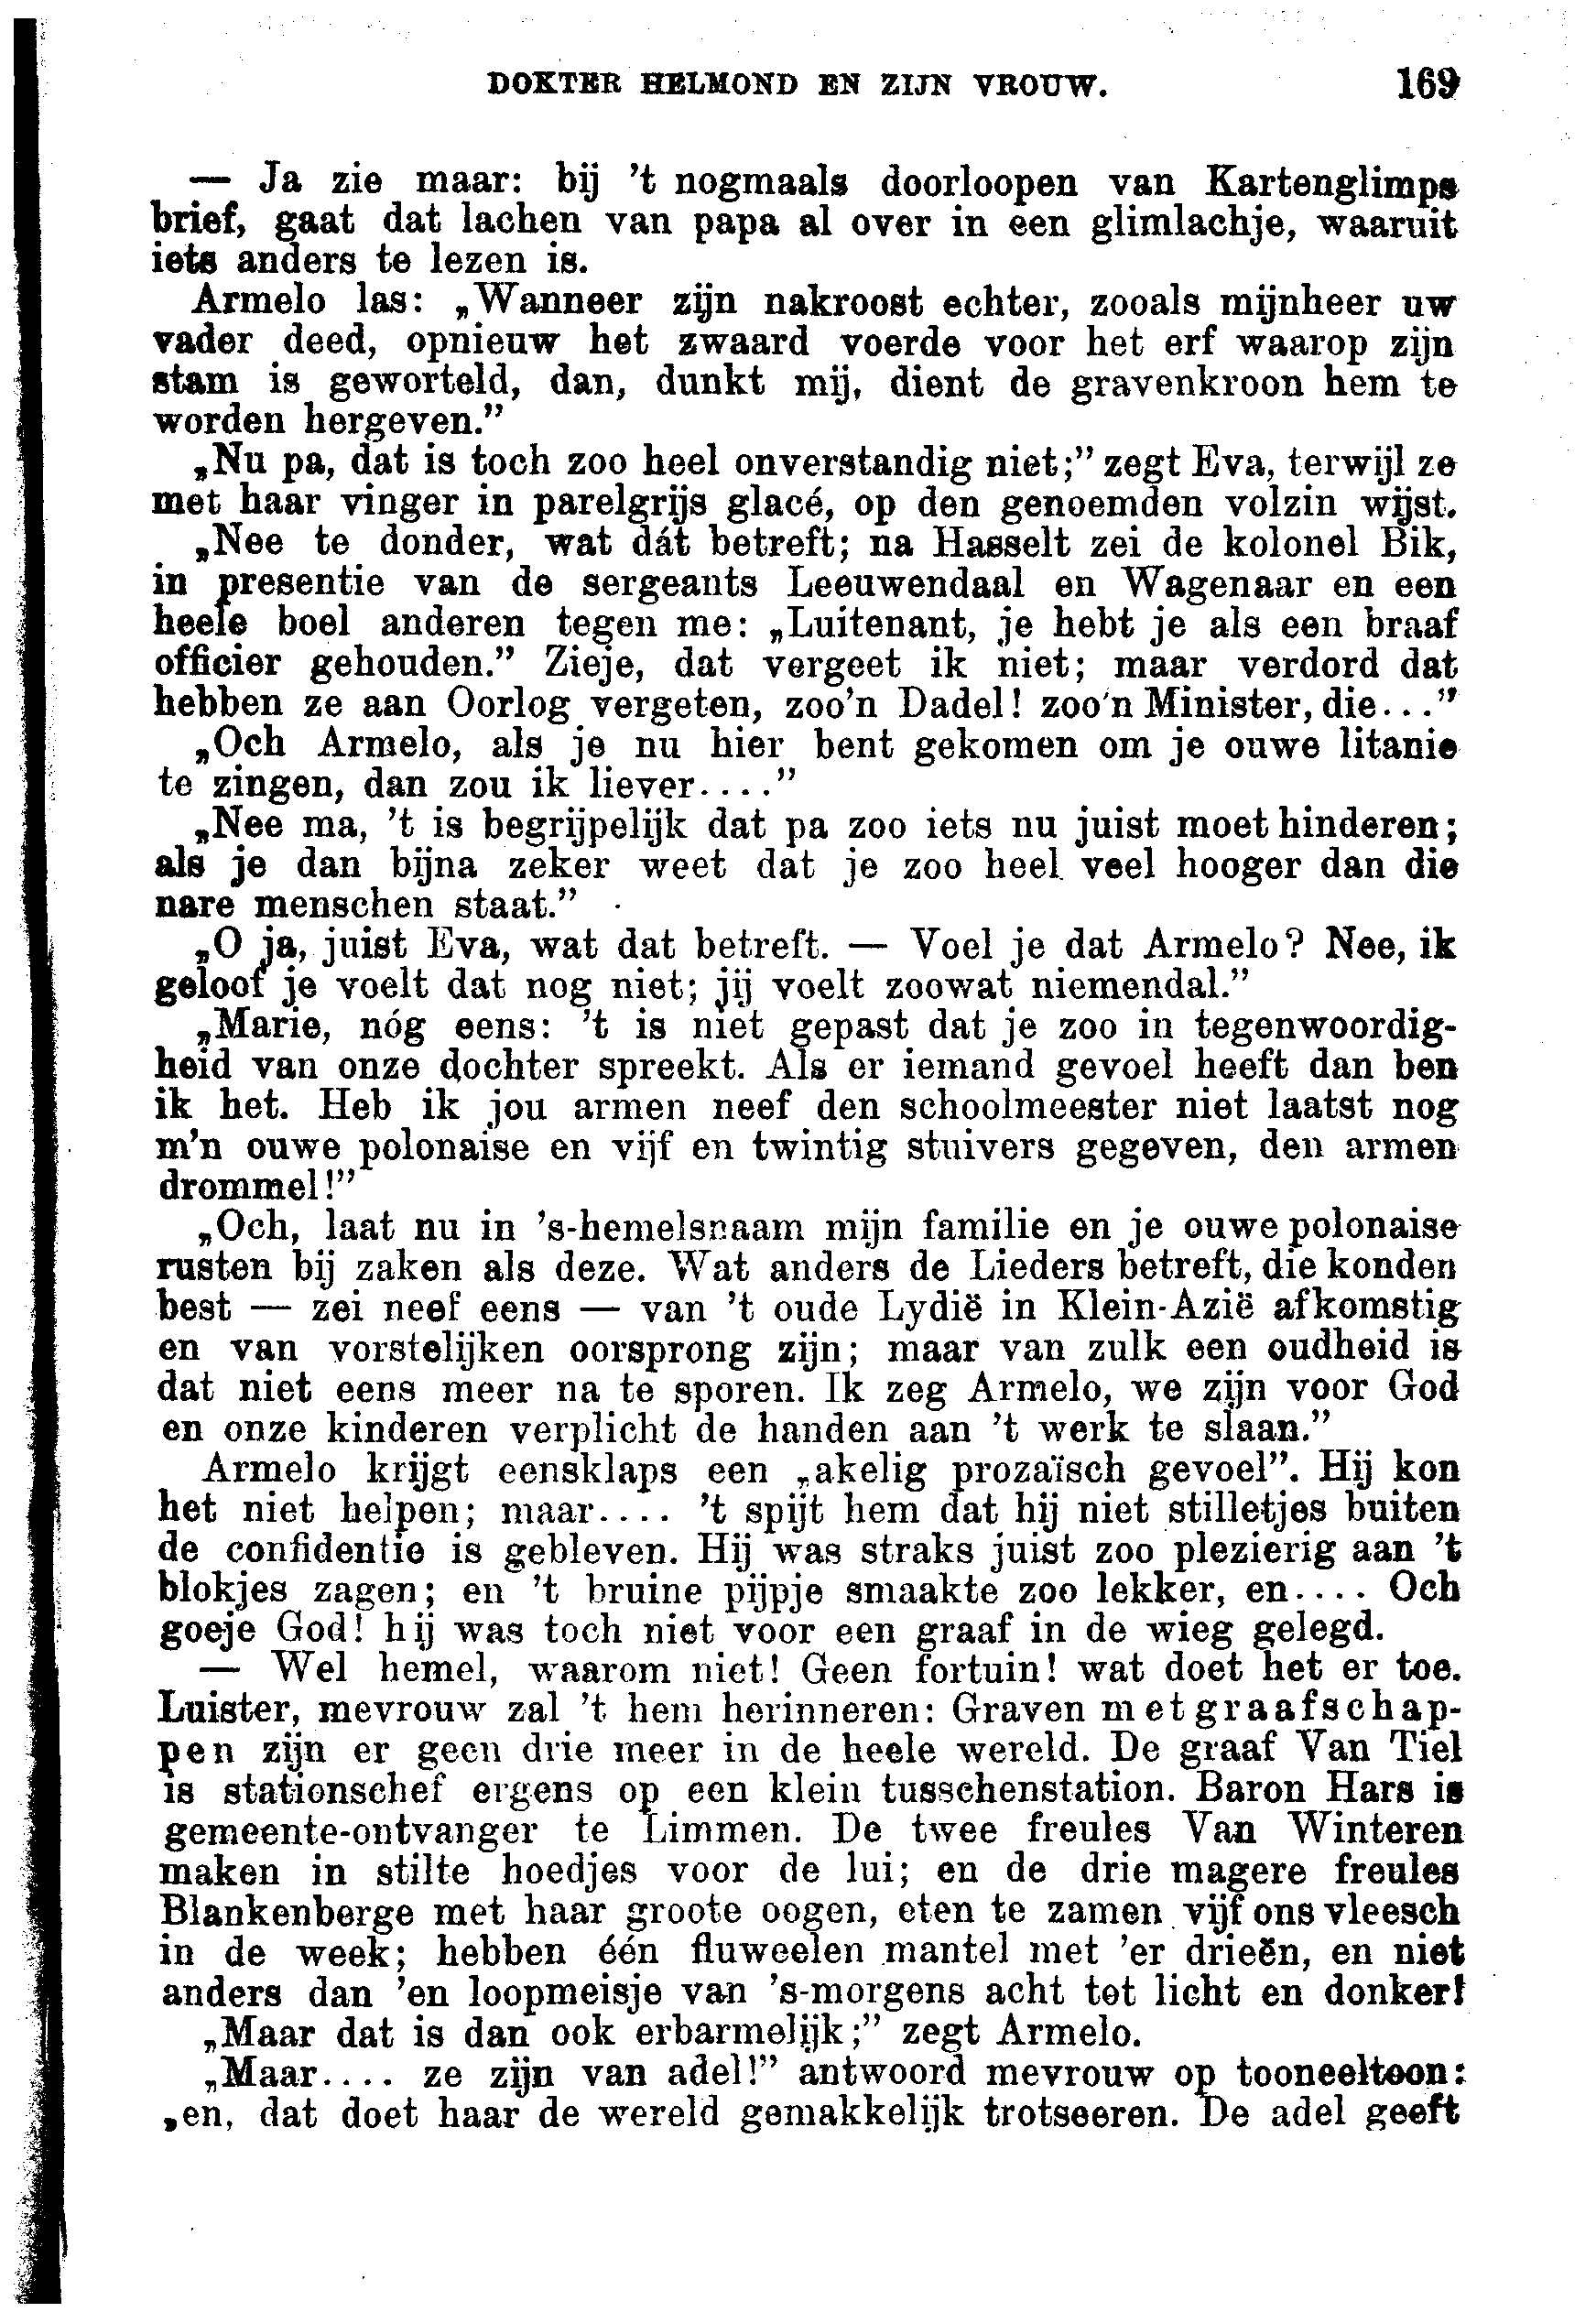 DOKTER HELMOND EN ZIJN VROUW. 169
— Ja zie maar: bij 't nogmaals doorloopen van Kartenglimps
brief, gaat dat lachen van papa al over in een glimlachje, waaruit
iets anders te lezen is.
Armelo las: „Wanneer zijn nakroost echter, zooals mijnheer uw
vader deed, opnieuw het zwaard voerde voor het erf waarop zijn
stam is geworteld, dan, dunkt mij, dient de gravenkroon hem te
worden hergeven."
„Nu pa, dat is toch zoo heel onverstandig niet;" zegt Eva, terwijl ze
met haar vinger in parelgrijs glacé, op den genoemden volzin wijst.
„Nee te donder, wat dát betreft; na Hasselt zei de kolonel Bik,
in presentie van de sergeants Leeuwendaal en Wagenaar en een
heele boel anderen tegen me: „Luitenant, je hebt je als een braaf
officier gehouden." Zieje, dat vergeet ik niet; maar verdord dat
hebben ze aan Oorlog vergeten, zoo'n Dadel! zoo'n Minister, die..."
„Och Armelo, als je nu hier bent gekomen om je ouwe litanie
te zingen, dan zou ik liever...."
„Nee ma, 't is begrijpelijk dat pa zoo iets nu juist moet hinderen;
als je dan bijna zeker weet dat je zoo heel veel hooger dan die
nare menschen staat."
„O ja, juist Eva, wat dat betreft. — Voel je dat Armelo? Nee, ik
geloof je voelt dat nog niet; jij voelt zoowat niemendal."
„Marie, nóg eens: 't is niet gepast dat je zoo in tegenwoordig-
heid van onze dochter spreekt. Als er iemand gevoel heeft dan ben
ik het. Heb ik jou armen neef den schoolmeester niet laatst nog
m'n ouwe polonaise en vijf en twintig stuivers gegeven, den armen
drommel!"
„Och, laat nu in 's-hemelsnaam mijn familie en je ouwe polonaise
rusten bij zaken als deze. Wat anders de Lieders betreft, die konden
best — zei neef eens — van 't oude Lydië in Klein-Azië afkomstig
en van vorstelijken oorsprong zijn; maar van zulk een oudheid is
dat niet eens meer na te sporen. Ik zeg Armelo, we zijn voor God
en onze kinderen verplicht de handen aan 't werk te slaan."
Armelo krijgt eensklaps een „akelig prozaïsch gevoel". Hij kon
het niet helpen; maar.... 't spijt hem dat hij niet stilletjes buiten
de confidentie is gebleven. Hij was straks juist zoo plezierig aan 't
blokjes zagen; en 't bruine pijpje smaakte zoo lekker, en.... Och
goeje God! hij was toch niet voor een graaf in de wieg gelegd.
— Wel hemel, waarom niet! Geen fortuin! wat doet het er toe.
Luister, mevrouw zal 't hem herinneren: Graven met graafschap-
pen zijn er geen drie meer in de heele wereld. De graaf Van Tiel
is stationschef ergens op een klein tusschenstation. Baron Hars is
gemeente-ontvanger te Limmen. De twee freules Van Winteren
maken in stilte hoedjes voor de lui; en de drie magere freules
Blankenberge met haar groote oogen, eten te zamen vijf ons vleesch
in de week; hebben één fluweelen mantel met 'er drieën, en niet
anders dan 'en loopmeisje van 's-morgens acht tot licht en donker!
„Maar dat is dan ook erbarmelijk;" zegt Armelo.
„Maar.... ze zijn van adel!" antwoord mevrouw op tooneeltoon:
„en, dat doet haar de wereld gemakkelijk trotseeren. De adel geeft